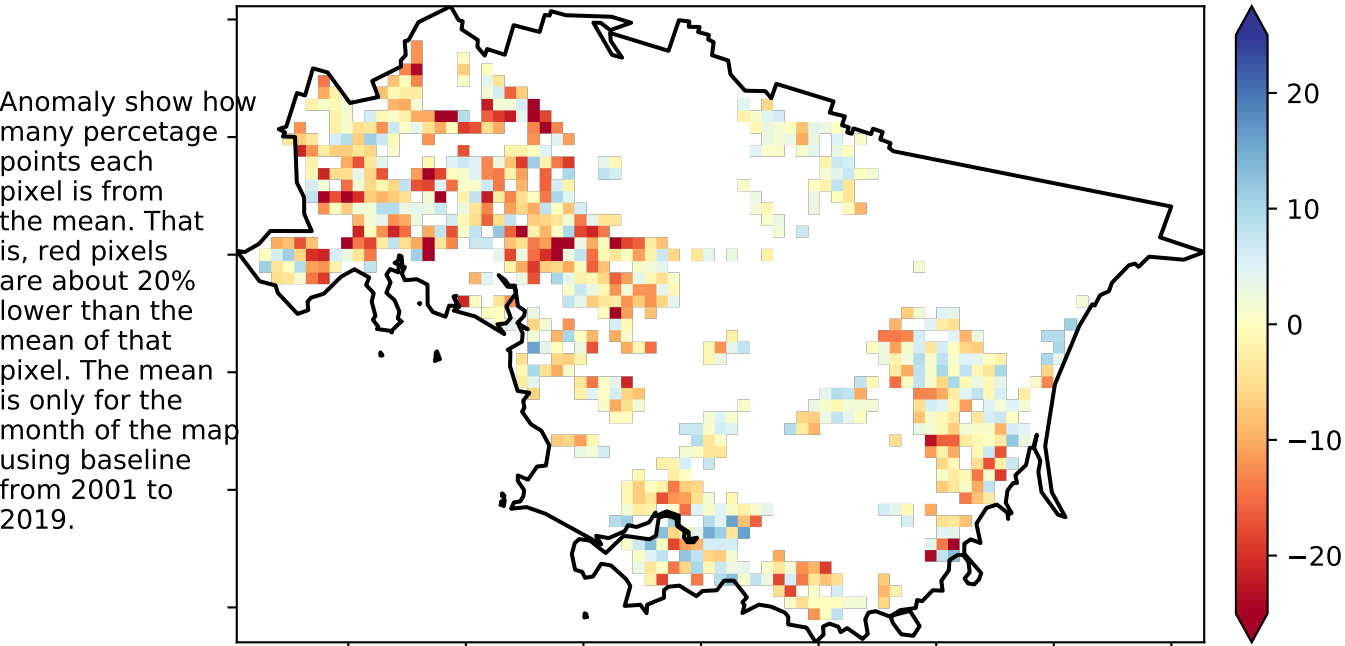 Anomaly show how
many percetage
points each
pixel is from
the mean. That
is, red pixels
are about 20%
lower than the
mean of that
pixel. The mean
is only for the
month of the map
using baseline
from 2001 to
2019.
20
10
0
−10
−20